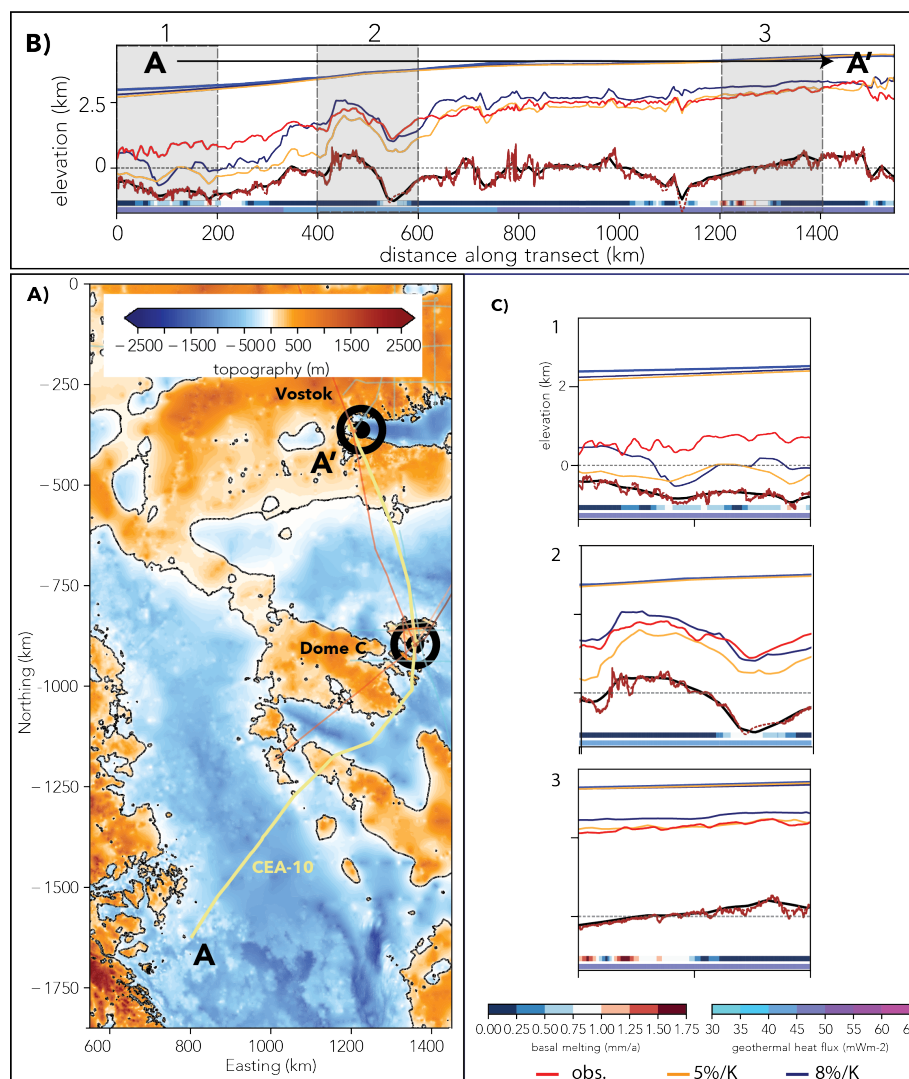 B)
1 2 3
A A′
elevation (km)
2.5
0
0 200 400 600 800 1000 1200 1400
distance along transect (km)
A)
0
−2500 −1500 −500 0 500 1500 2500
topography (m)
−250
Vostok
A′
−500
−750
Dome C
Northing (km)
-1000
−1250
−1500
CEA-10
A
−1750
600 800 1000 1200 1400
Easting (km)
C)
1
elevation (km)
2
0
2
3
0.00 0.25 0.50 0.75 1.00 1.25 1.50 1.75
basal melting (mm/a)
30 35 40 45 50 55 60
geothermal heat flux (mWm-2)
obs. 5%/K 8%/K